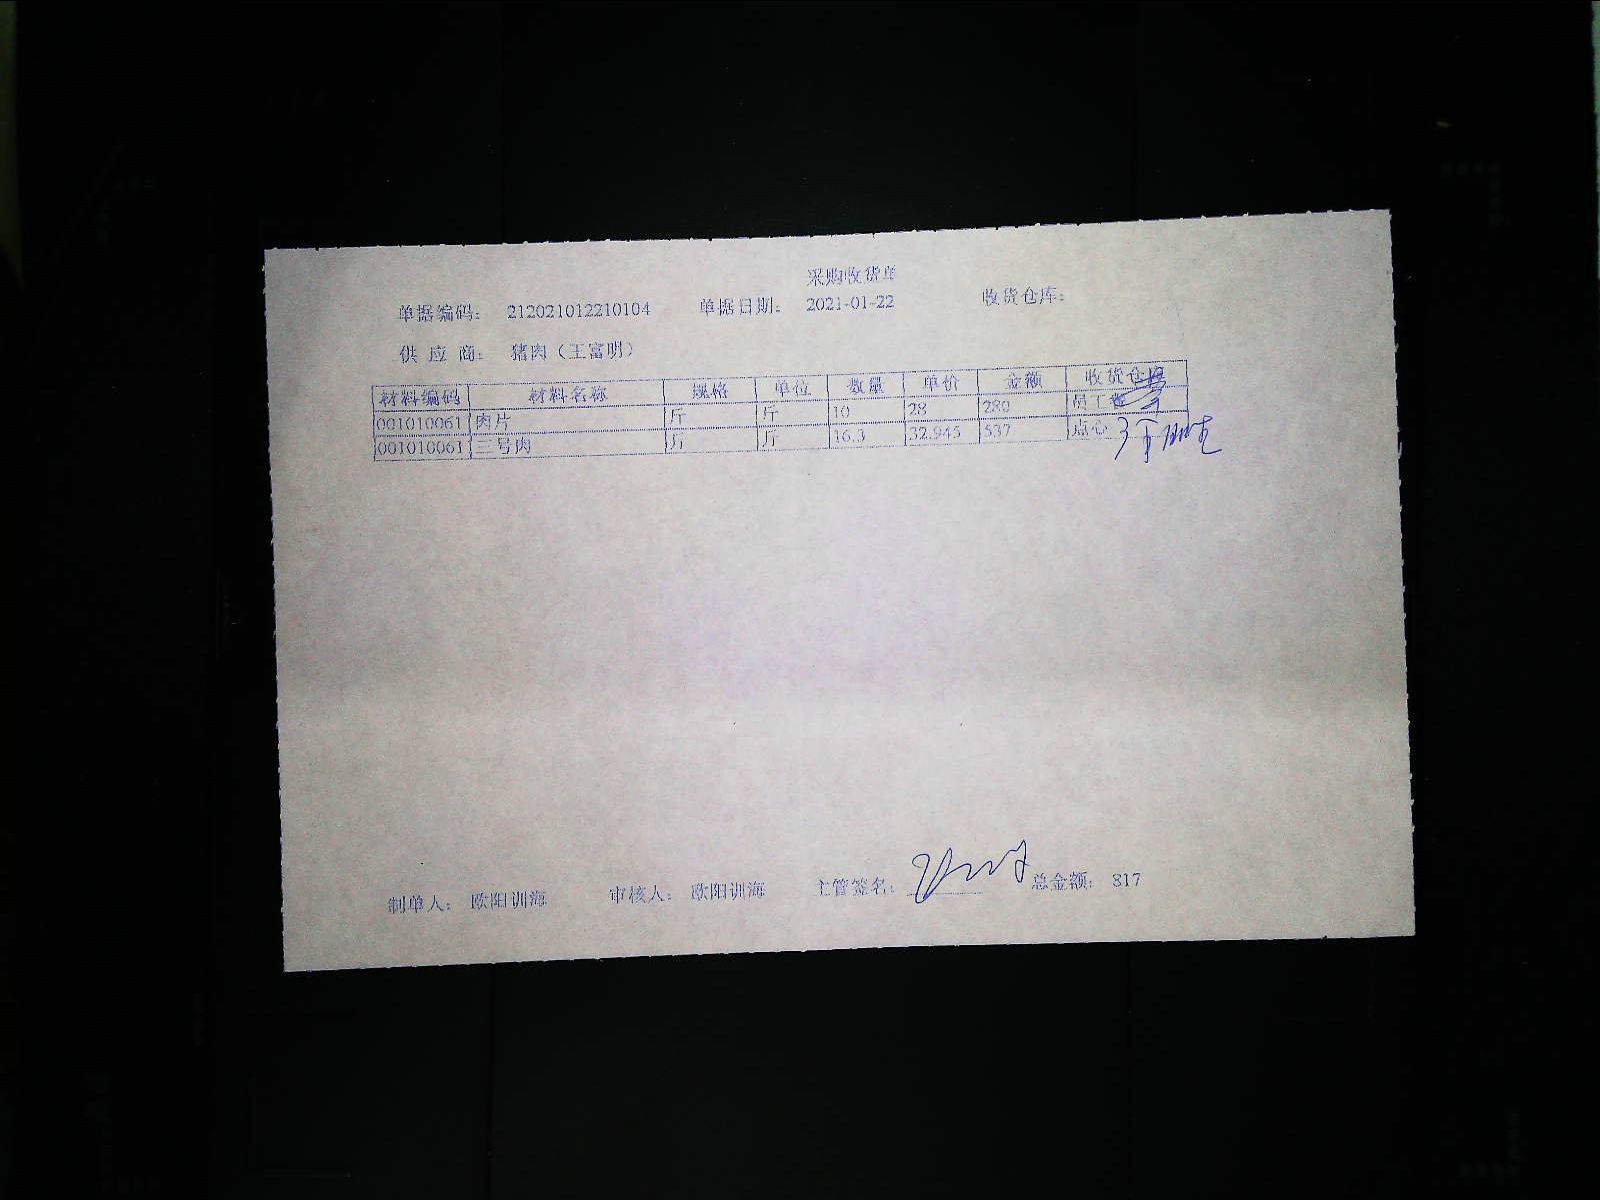 采购收货单
单据编码: 212021012210104 单据日期: 2021-01-22 收货仓库:
供 应 商: 猪肉（王富明）
材料编码 材料名称 规格 单位 数量 单价 金额 收货仓库
001010061 肉片 斤 斤 10 28 280 员工餐
001010061 三号肉 斤 斤 16.3 32.945 537 点心
制单人: 欧阳训海 审核人: 欧阳训海 主管签名: 总金额: 817